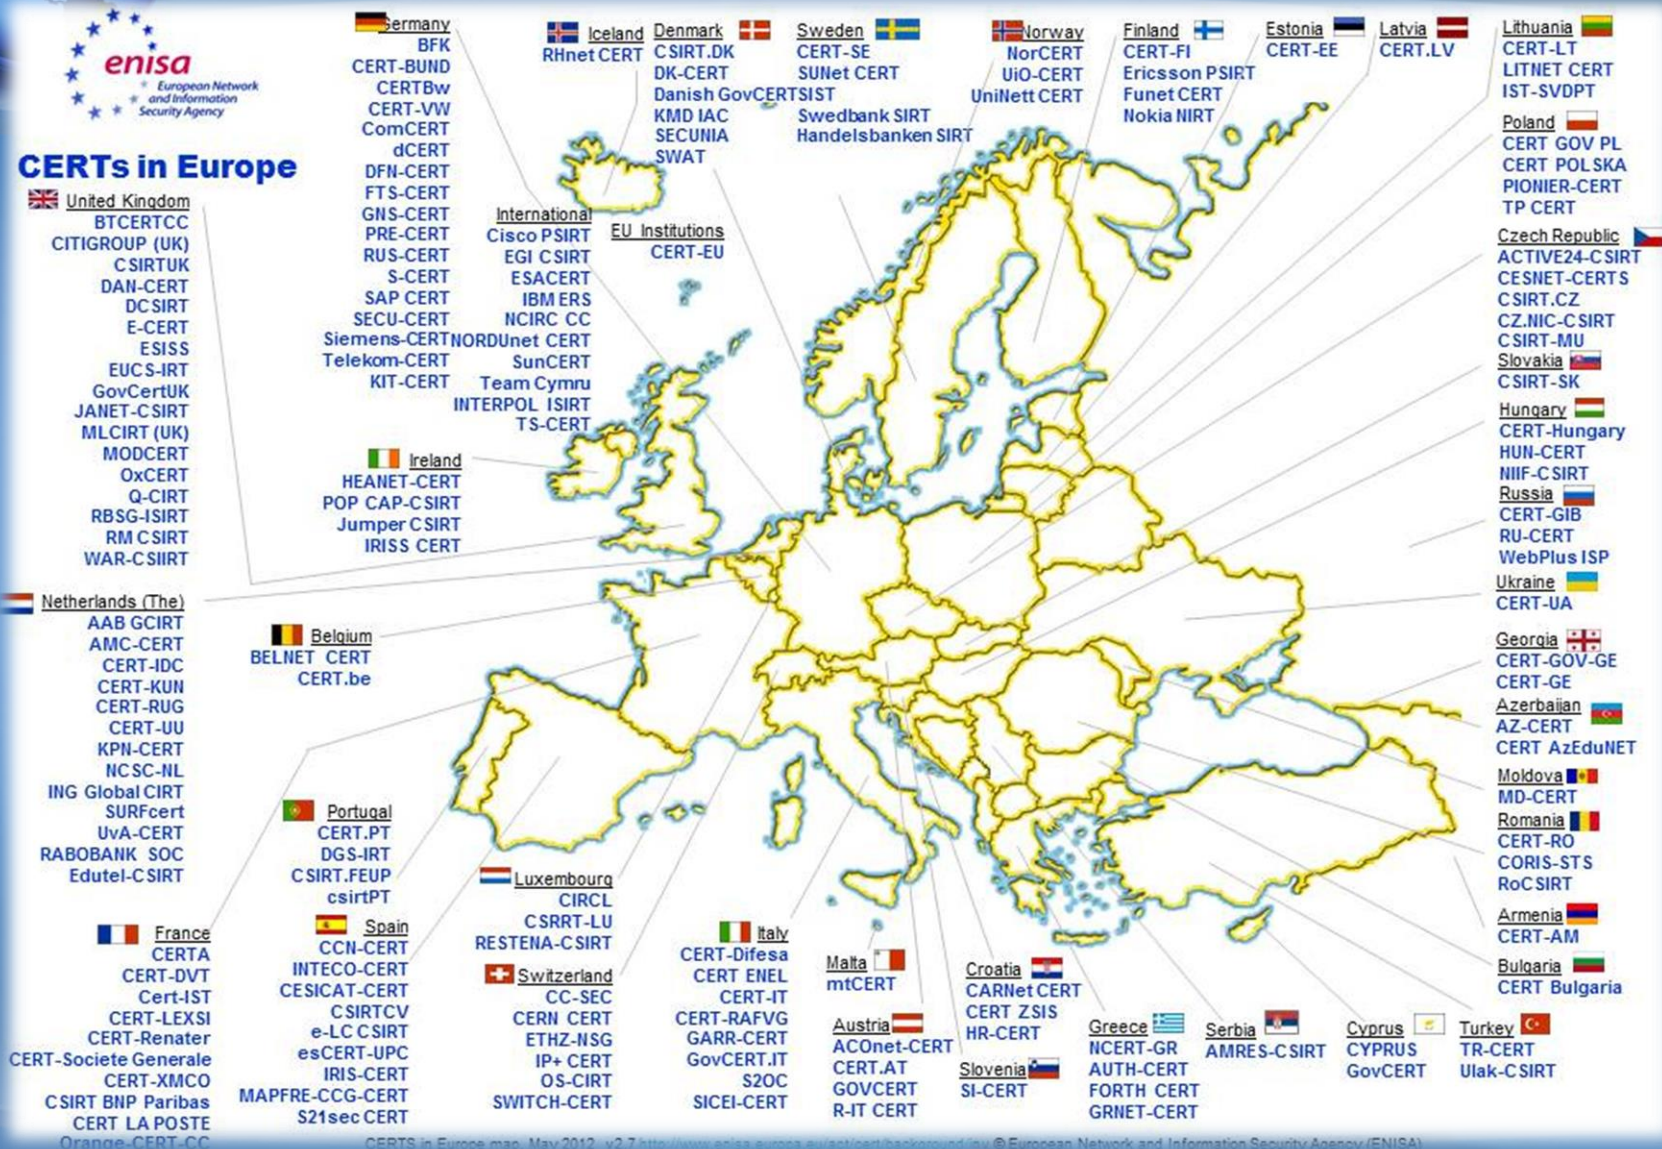 enisa
European Network
and Information
Security Agency
CERTs in Europe
United Kingdom
BTCERTCC
CITIGROUP (UK)
CSIRTUK
DAN-CERT
DCSIRT
E-CERT
ESISS
EUCS-IRT
GovCertUK
JANET-CSIRT
MLCIRT (UK)
MODCERT
OxCERT
Q-CIRT
RBSG-ISIRT
RM CSIRT
WAR-CSIIRT
Netherlands (The)
AAB GCIRT
AMC-CERT
CERT-IDC
CERT-KUN
CERT-RUG
CERT-UU
KPN-CERT
NCSC-NL
ING Global CIRT
SURFcert
UvA-CERT
RABOBANK SOC
Edutel-CSIRT
France
CERTA
CERT-DVT
Cert-IST
CERT-LEXSI
CERT-Renater
CERT-Societe Generale
CERT-XMCO
CSIRT BNP Paribas
CERT LA POSTE
Orange-CERT-CC
Germany
BFK
CERT-BUND
CERTBw
CERT-VW
ComCERT
dCERT
DFN-CERT
FTS-CERT
GNS-CERT
PRE-CERT
RUS-CERT
S-CERT
SAP CERT
SECU-CERT
Siemens-CERT
Telekom-CERT
KIT-CERT
International
Cisco PSIRT
EGI CSIRT
ESACERT
IBM ERS
NCIRC CC
NORDUnet CERT
SunCERT
Team Cymru
INTERPOL ISIRT
TS-CERT
Ireland
HEANET-CERT
POP CAP-CSIRT
Jumper CSIRT
IRISS CERT
Belgium
BELNET CERT
CERT.be
Portugal
CERT.PT
DGS-IRT
CSIRT.FEUP
csirtPT
Spain
CCN-CERT
INTECO-CERT
CESICAT-CERT
CSIRTCV
e-LC CSIRT
esCERT-UPC
IRIS-CERT
MAPFRE-CCG-CERT
S21sec CERT
Iceland
RHnet CERT
EU Institutions
CERT-EU
Denmark
CSIRT.DK
DK-CERT
Danish GovCERT
KMD IAC
SECUNIA
SWAT
Sweden
CERT-SE
SUNet CERT
SIST
Swedbank SIRT
Handelsbanken SIRT
Norway
NorCERT
UiO-CERT
UniNett CERT
Finland
CERT-FI
Ericsson PSIRT
Funet CERT
Nokia NIRT
Estonia
CERT-EE
Latvia
CERT.LV
Lithuania
CERT-LT
LITNET CERT
IST-SVDPT
Poland
CERT GOV PL
CERT POLSKA
PIONIER-CERT
TP CERT
Czech Republic
ACTIVE24-CSIRT
CESNET-CERTS
CSIRT.CZ
CZ.NIC-CSIRT
CSIRT-MU
Slovakia
CSIRT-SK
Hungary
CERT-Hungary
HUN-CERT
NIIF-CSIRT
Russia
CERT-GIB
RU-CERT
WebPlus ISP
Ukraine
CERT-UA
Georgia
CERT-GOV-GE
CERT-GE
Azerbaijan
AZ-CERT
CERT AzEduNET
Moldova
MD-CERT
Romania
CERT-RO
CORIS-STS
RoCSIRT
Armenia
CERT-AM
Bulgaria
CERT Bulgaria
Luxembourg
CIRCL
CSRRT-LU
RESTENA-CSIRT
Switzerland
CC-SEC
CERN CERT
ETHZ-NSG
IP+ CERT
OS-CIRT
SWITCH-CERT
Italy
CERT-Difesa
CERT ENEL
CERT-IT
CERT-RAFVG
GARR-CERT
GovCERT.IT
S2OC
SICEI-CERT
Malta
mtCERT
Austria
ACOnet-CERT
CERT.AT
GOVCERT
R-IT CERT
Croatia
CARNet CERT
CERT ZSIS
HR-CERT
Slovenia
SI-CERT
Greece
NCERT-GR
AUTH-CERT
FORTH CERT
GRNET-CERT
Serbia
AMRES-CSIRT
Cyprus
CYPRUS
GovCERT
Turkey
TR-CERT
Ulak-CSIRT
CERTS in Europe map, May 2012 v2.7 © European Network and Information Security Agency (ENISA)